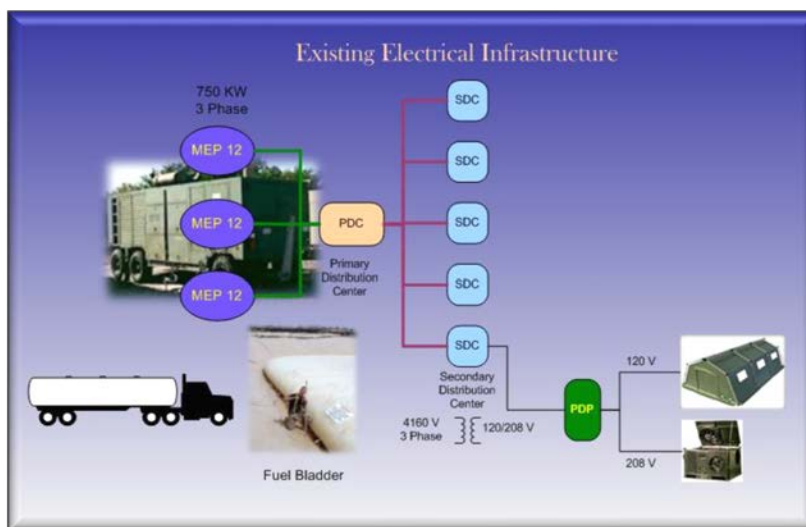 Existing Electrical Infrastructure
750 KW
3 Phase
MEP 12
MEP 12
MEP 12
PDC
Primary
Distribution
Center
SDC
SDC
SDC
SDC
SDC
Secondary
Distribution
Center
4160 V
3 Phase
120/208 V
PDP
120 V
208 V
Fuel Bladder